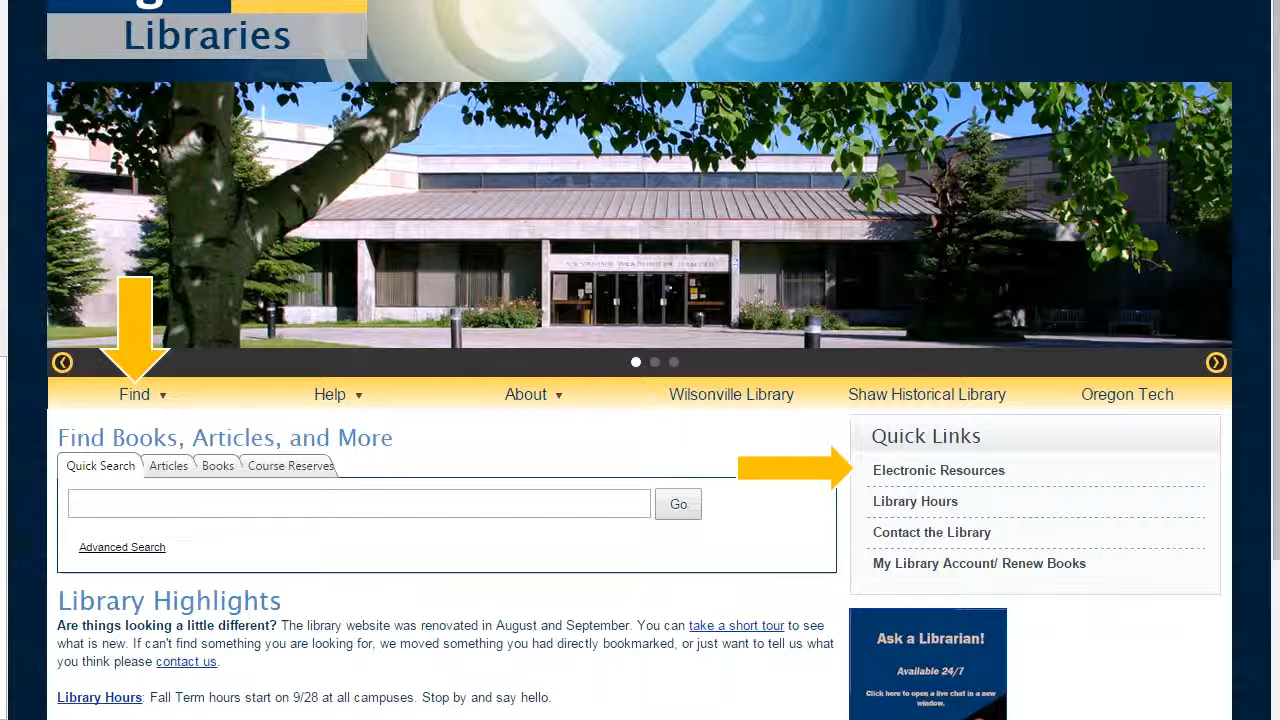 Libraries
Find ▾
Help ▾
About ▾
Wilsonville Library
Shaw Historical Library
Oregon Tech
Find Books, Articles, and More
Quick Search
Articles
Books
Course Reserves
Go
Advanced Search
Quick Links
Electronic Resources
Library Hours
Contact the Library
My Library Account/ Renew Books
Library Highlights
Are things looking a little different? The library website was renovated in August and September. You can take a short tour to see
what is new. If can't find something you are looking for, we moved something you had directly bookmarked, or just want to tell us what
you think please contact us.
Library Hours: Fall Term hours start on 9/28 at all campuses. Stop by and say hello.
Ask a Librarian!
Available 24/7
Click here to open a live chat in a new
window.